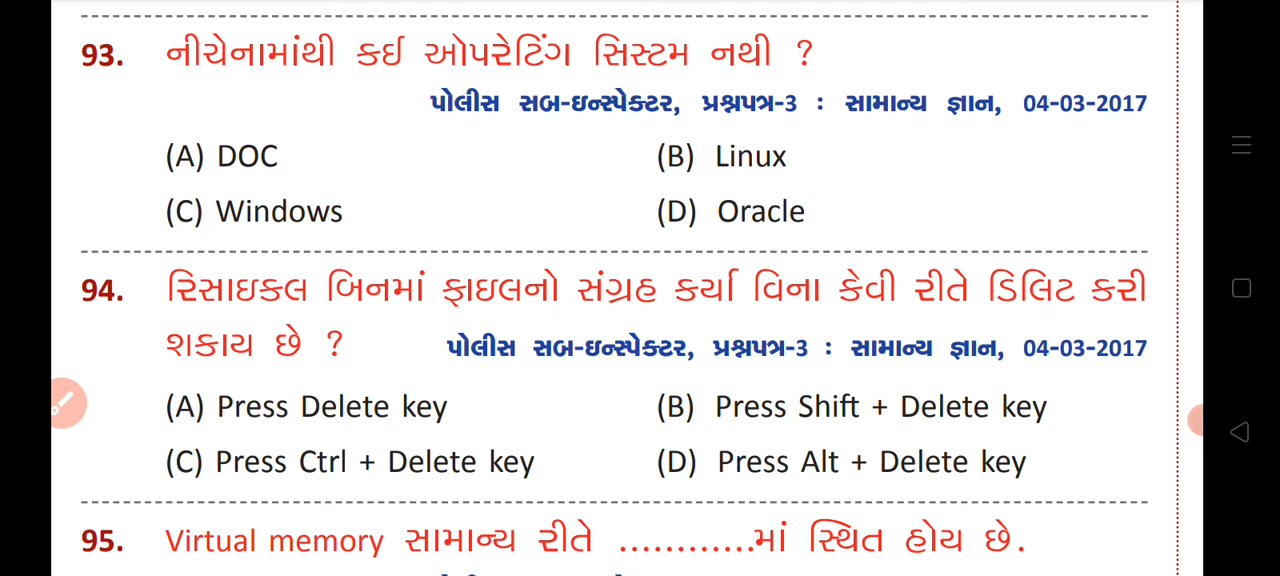 93. નીચેનામાંથી કઈ ઓપરેટિંગ સિસ્ટમ નથી ?
પોલીસ સબ-ઇન્સ્પેક્ટર, પ્રશ્નપત્ર-3 : સામાન્ય જ્ઞાન, 04-03-2017
(A) DOC (B) Linux
(C) Windows (D) Oracle
94. રિસાઇકલ બિનમાં ફાઇલનો સંગ્રહ કર્યા વિના કેવી રીતે ડિલિટ કરી
શકાય છે ? પોલીસ સબ-ઇન્સ્પેક્ટર, પ્રશ્નપત્ર-3 : સામાન્ય જ્ઞાન, 04-03-2017
(A) Press Delete key (B) Press Shift + Delete key
(C) Press Ctrl + Delete key (D) Press Alt + Delete key
95. Virtual memory સામાન્ય રીતે ............માં સ્થિત હોય છે.